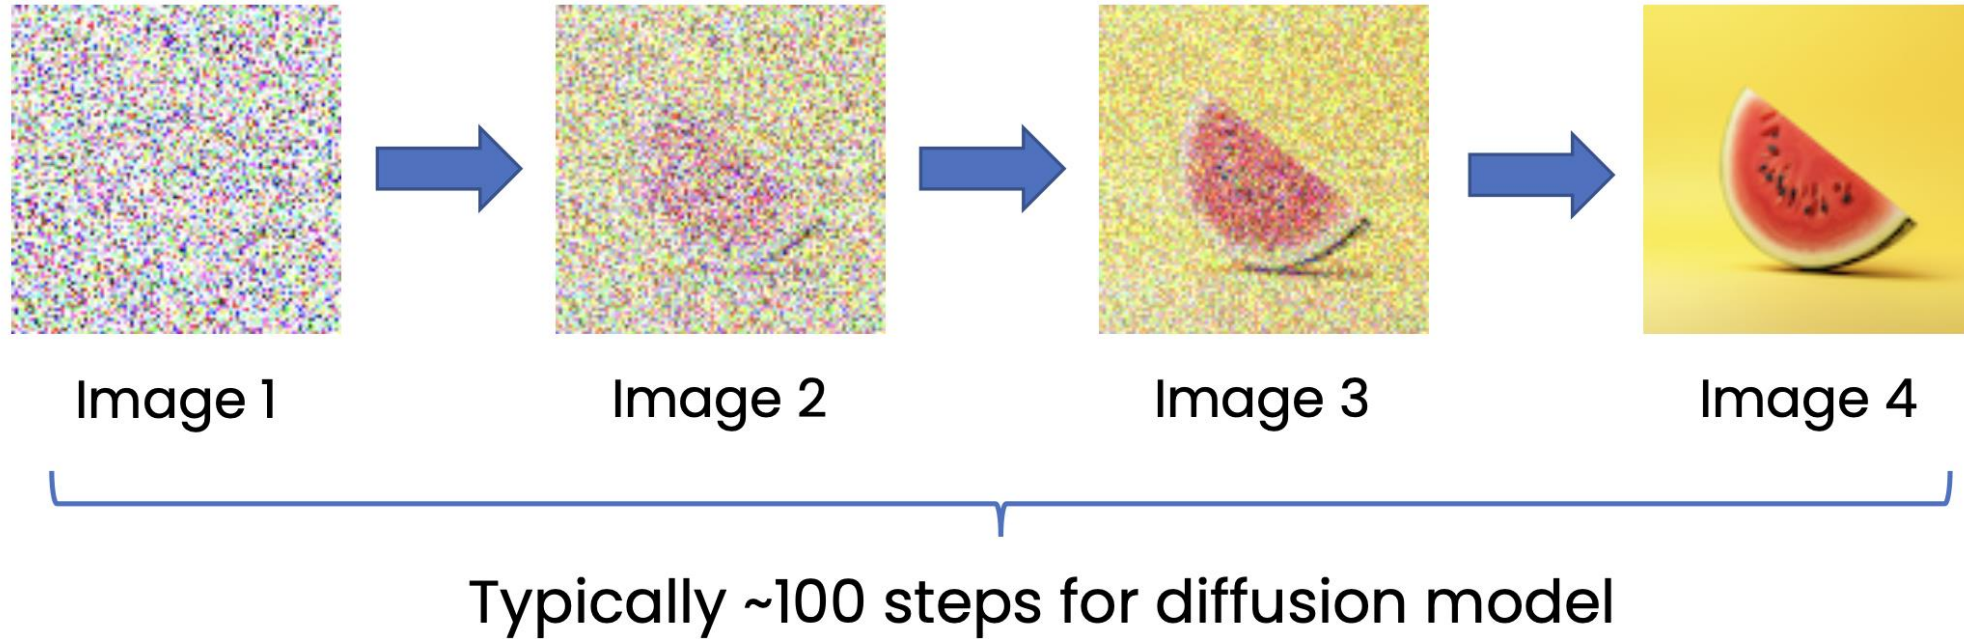 Image 1
Image 2
Image 3
Image 4
Typically ~100 steps for diffusion model